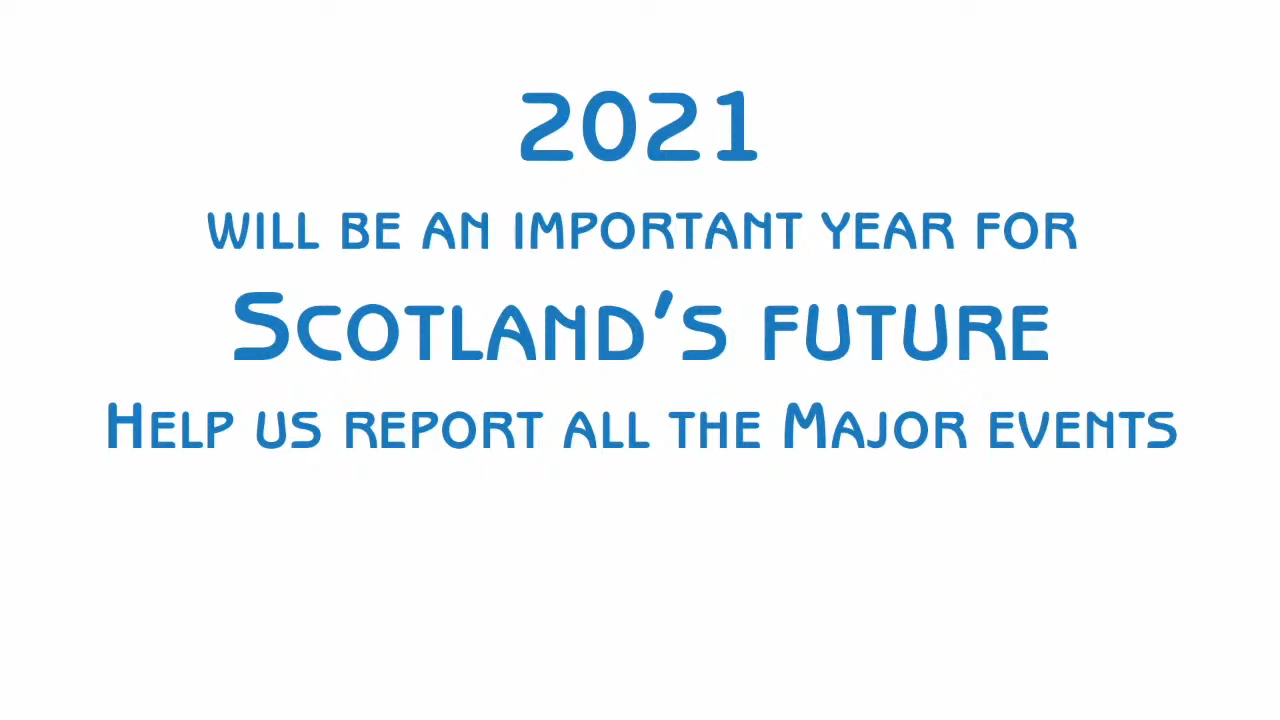 2021
will be an important year for
Scotland's future
Help us report all the Major events